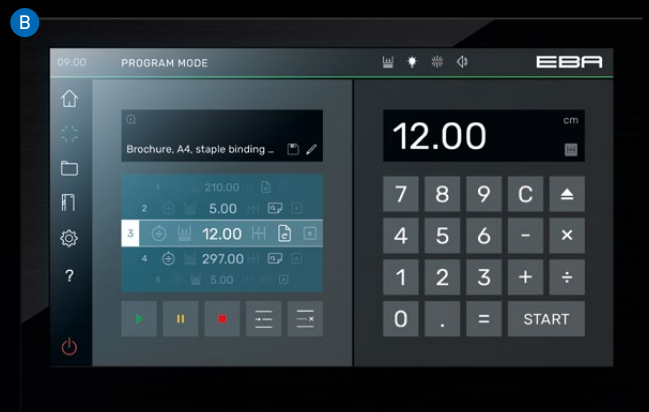 B
09:00 PROGRAM MODE EBA
Brochure, A4, staple binding _
12.00 cm
1 210.00
2 5.00
3 12.00
4 297.00
5 5.00
7 8 9 C
4 5 6 - ×
1 2 3 + ÷
0 . = START
?